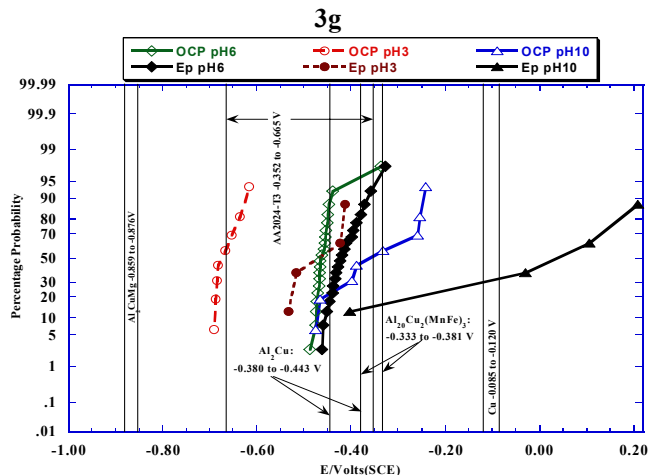 3g
OCP pH6
OCP pH3
OCP pH10
Ep pH6
Ep pH3
Ep pH10
99.99
99.9
99
95
90
80
70
50
30
20
10
5
1
.1
.01
Percentage Probability
Al CuMg -0.859 to -0.876V
2
AA2024-T3 -0.352 to -0.665 V
Al2Cu:
-0.380 to -0.443 V
Al20Cu2(MnFe)3:
-0.333 to -0.381 V
Cu -0.085 to -0.120 V
-1.00
-0.80
-0.60
-0.40
-0.20
0.00
0.20
E/Volts(SCE)